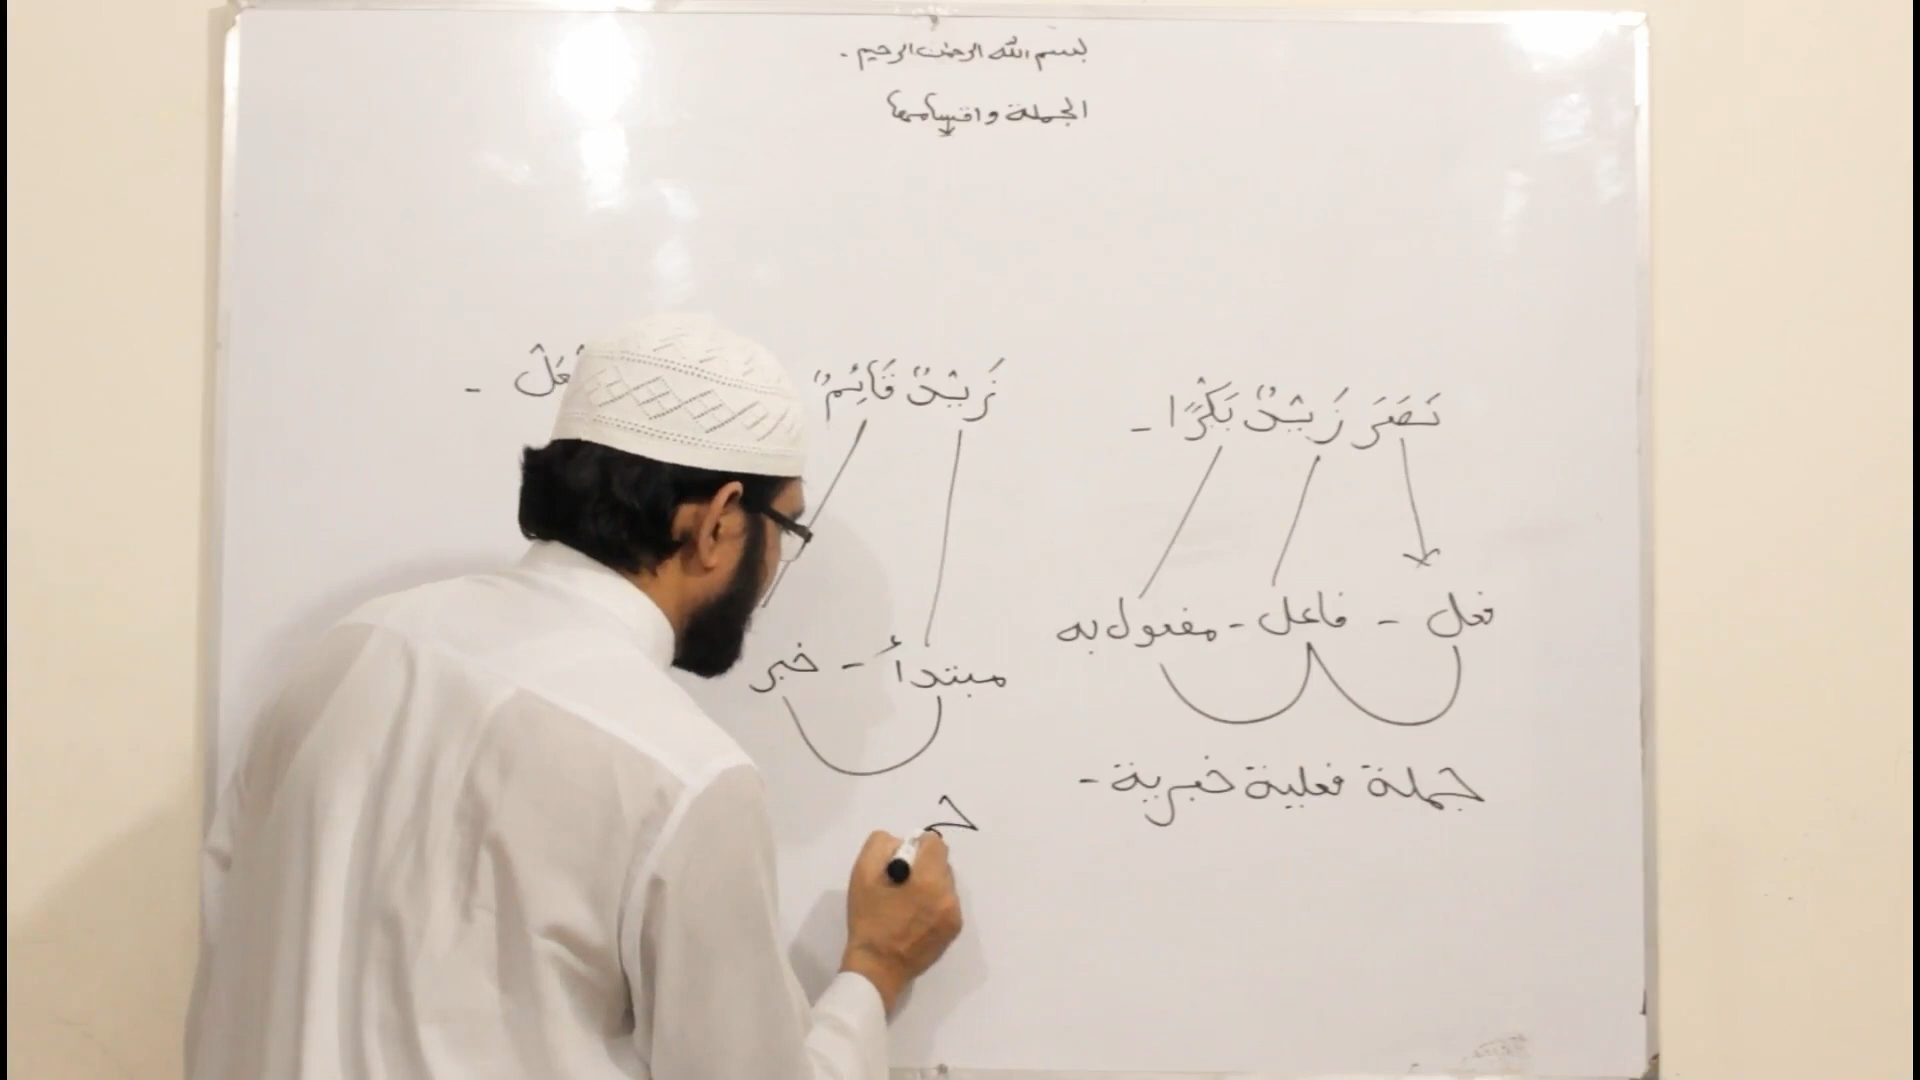 بسم الله الرحمن الرحيم -
الجملة واقسامها
نَصَرَ زَيْدٌ بَكْرًا -
زَيْدٌ قَائِمٌ
فعل - فاعل - مفعول به
مبتدأ - خبر
جملة فعلية خبرية -